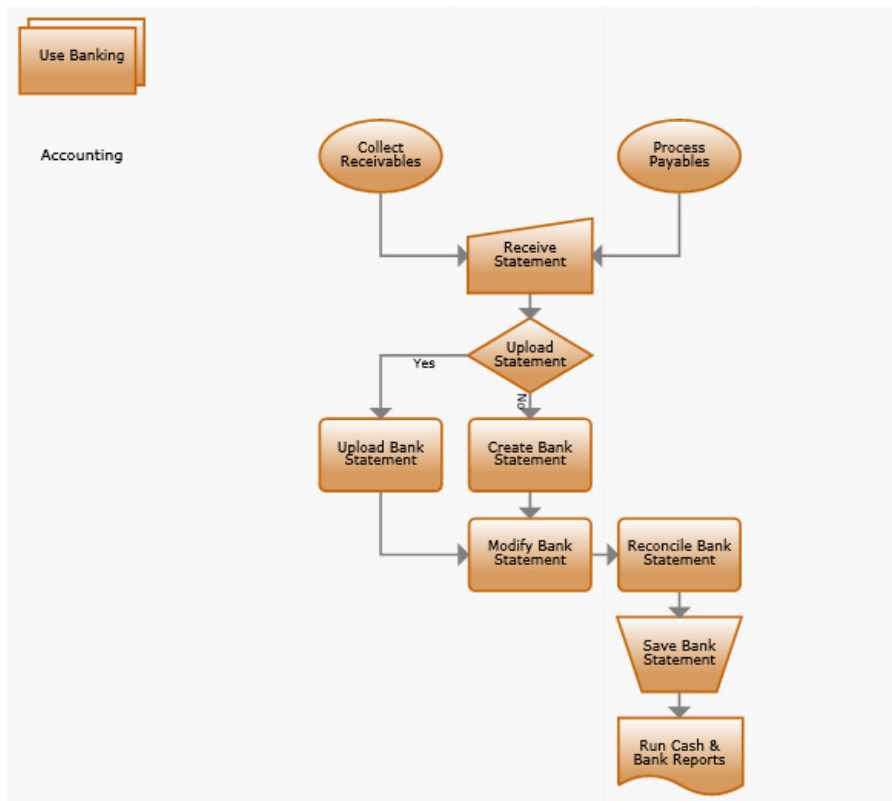 Use Banking
Accounting
Collect
Receivables
Process
Payables
Receive
Statement
Upload
Statement
Yes
No
Upload Bank
Statement
Create Bank
Statement
Modify Bank
Statement
Reconcile Bank
Statement
Save Bank
Statement
Run Cash &
Bank Reports